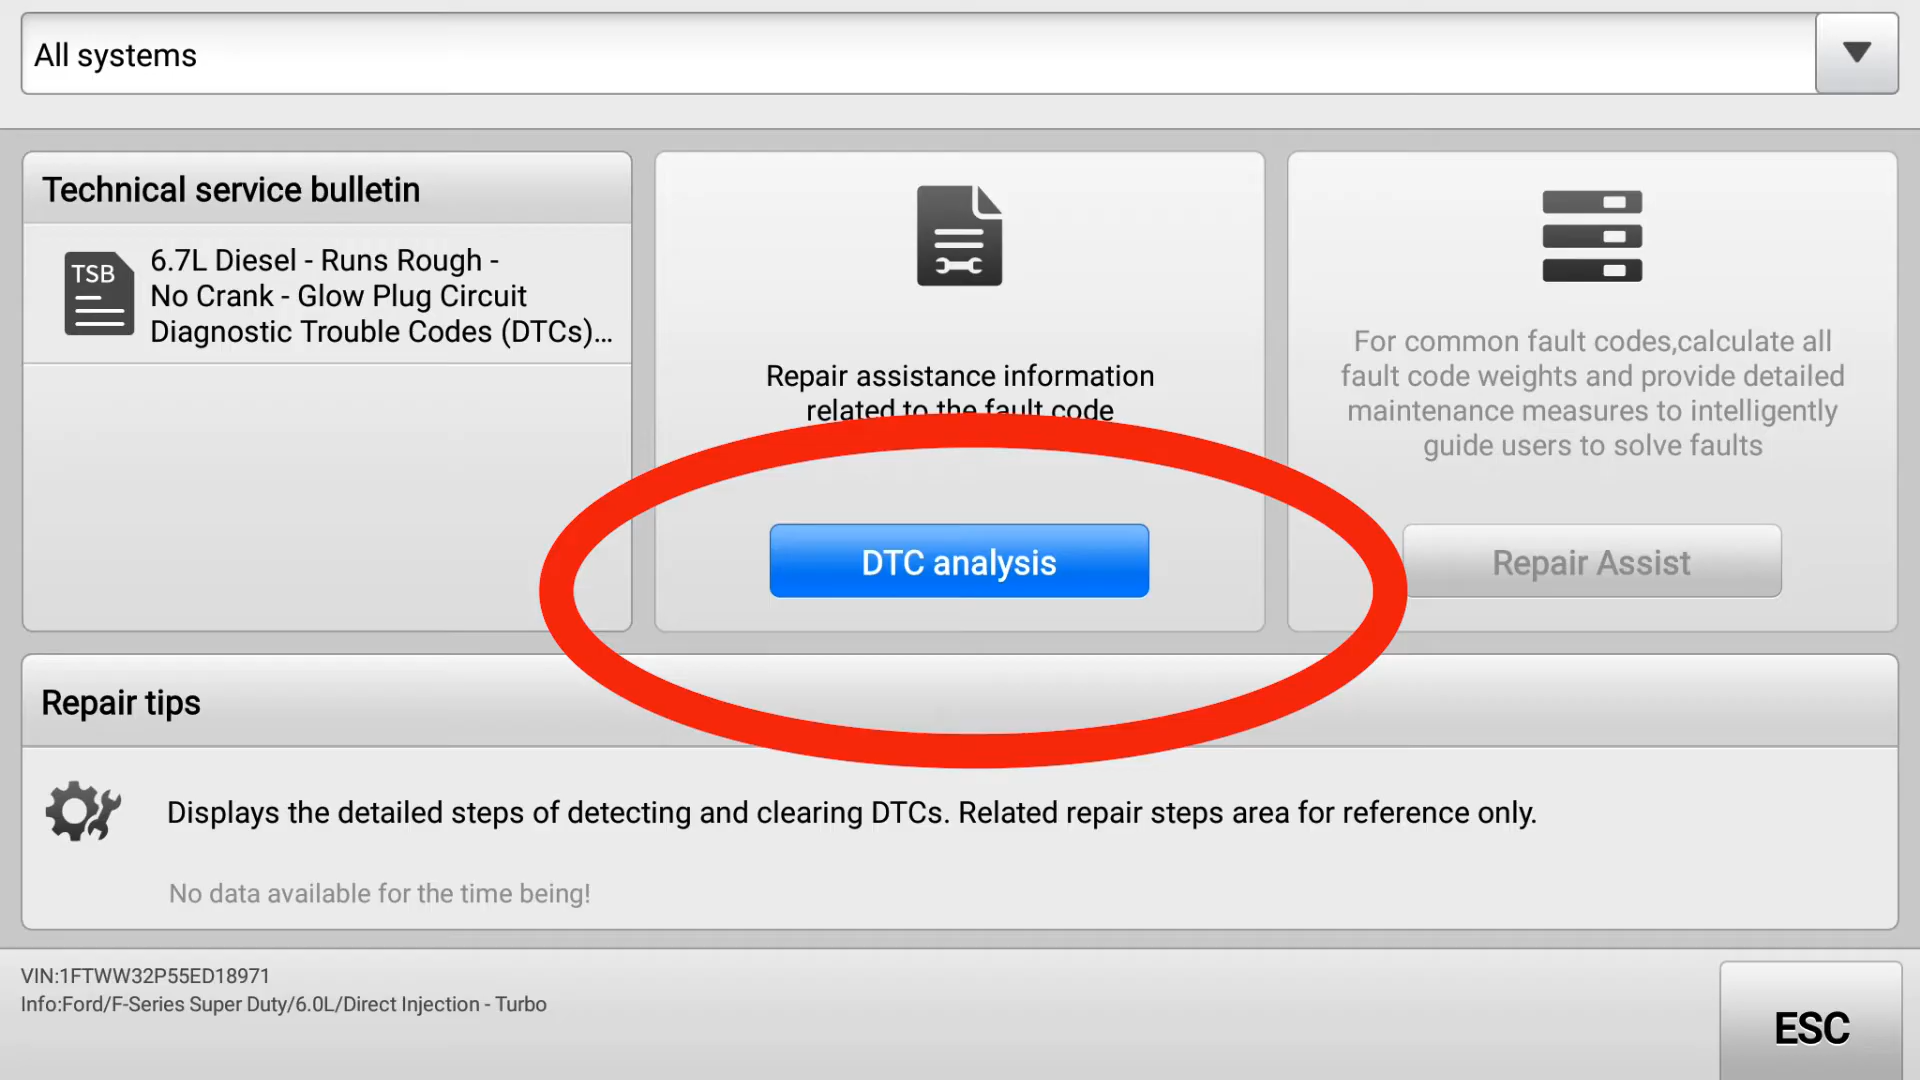 All systems
Technical service bulletin
TSB
6.7L Diesel - Runs Rough -
No Crank - Glow Plug Circuit
Diagnostic Trouble Codes (DTCs)...
Repair assistance information
related to the fault code
DTC analysis
For common fault codes,calculate all
fault code weights and provide detailed
maintenance measures to intelligently
guide users to solve faults
Repair Assist
Repair tips
Displays the detailed steps of detecting and clearing DTCs. Related repair steps area for reference only.
No data available for the time being!
VIN:1FTWW32P55ED18971
Info:Ford/F-Series Super Duty/6.0L/Direct Injection - Turbo
ESC